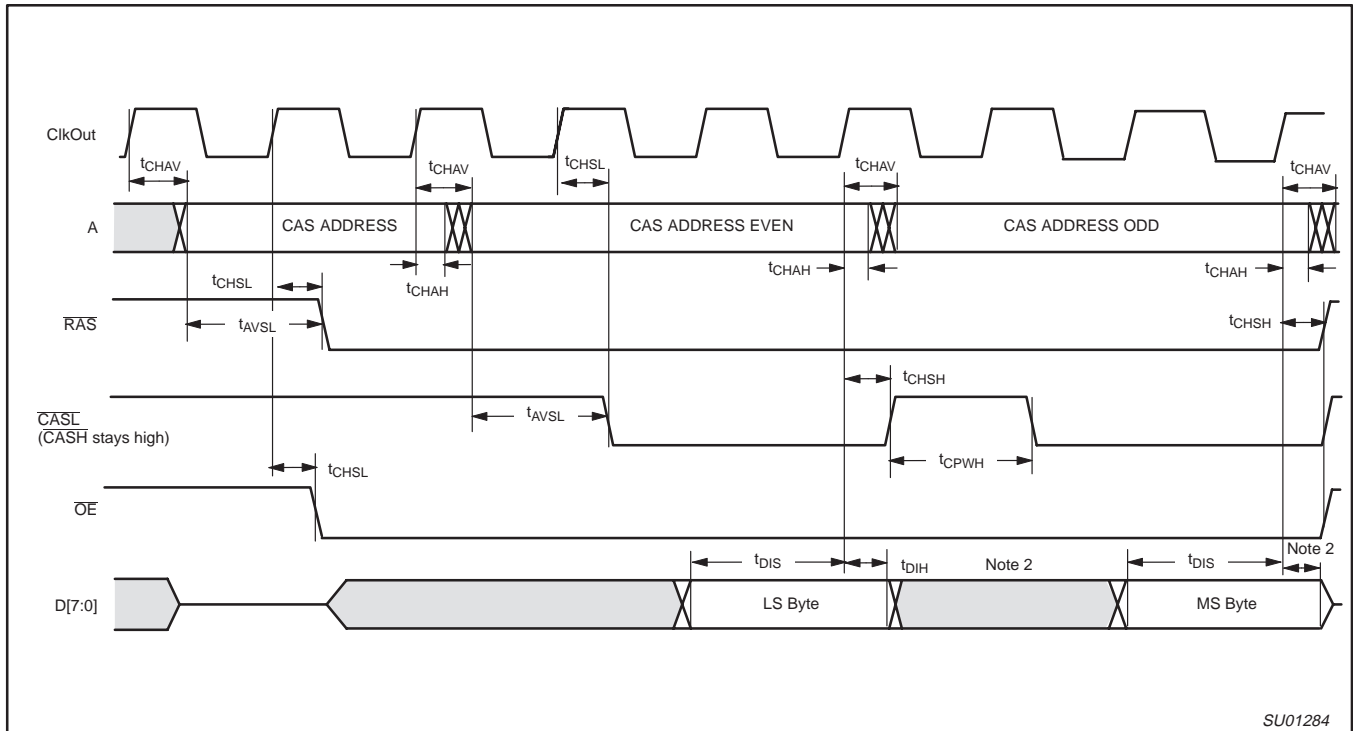 ClkOut
tCHAV
tCHAV
tCHSL
tCHAV
tCHAV
A
CAS ADDRESS
CAS ADDRESS EVEN
CAS ADDRESS ODD
tCHSL
tCHAH
tCHAH
tCHAH
RAS
tAVSL
tCHSH
tCHSH
CASL
(CASH stays high)
tAVSL
tCPWH
tCHSL
OE
tDIS
tDIH
Note 2
tDIS
Note 2
D[7:0]
LS Byte
MS Byte
SU01284